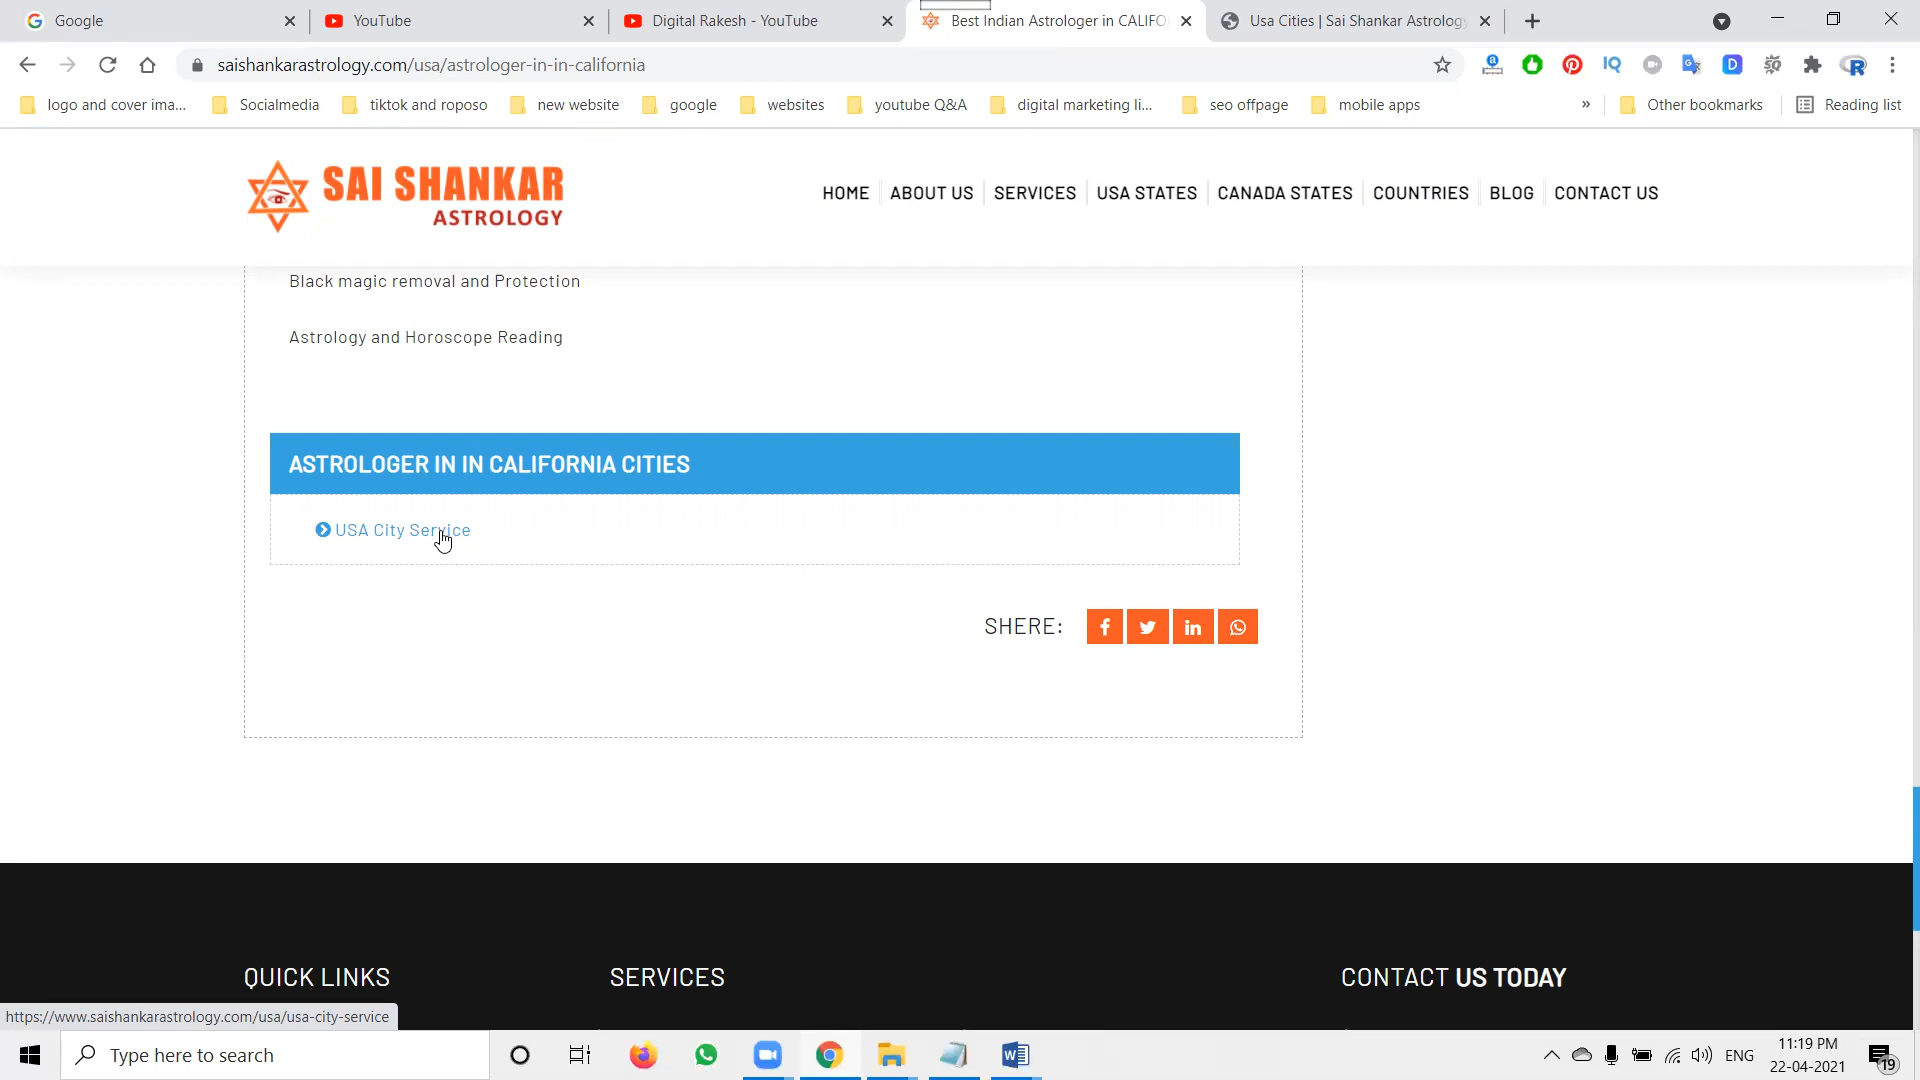 Google
YouTube
Digital Rakesh - YouTube
Best Indian Astrologer in CALIFO
Usa Cities | Sai Shankar Astrology
saishankarastrology.com/usa/astrologer-in-in-california
logo and cover ima...
Socialmedia
tiktok and roposo
new website
google
websites
youtube Q&A
digital marketing li...
seo offpage
mobile apps
»
Other bookmarks
Reading list
SAI SHANKAR
ASTROLOGY
HOME
ABOUT US
SERVICES
USA STATES
CANADA STATES
COUNTRIES
BLOG
CONTACT US
Black magic removal and Protection
Astrology and Horoscope Reading
ASTROLOGER IN IN CALIFORNIA CITIES
USA City Service
SHERE:
QUICK LINKS
SERVICES
CONTACT US TODAY
https://www.saishankarastrology.com/usa/usa-city-service
Type here to search
ENG
11:19 PM
22-04-2021
19